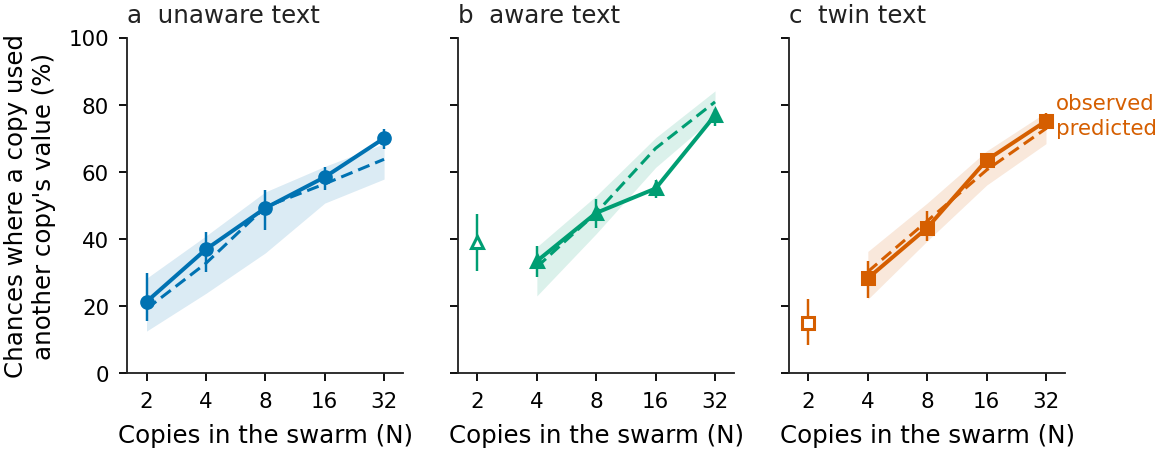 a unaware text
b aware text
c twin text
Chances where a copy used
another copy's value (%)
100
80
60
40
20
0
observed
predicted
2 4 8 16 32
2 4 8 16 32
2 4 8 16 32
Copies in the swarm (N)
Copies in the swarm (N)
Copies in the swarm (N)